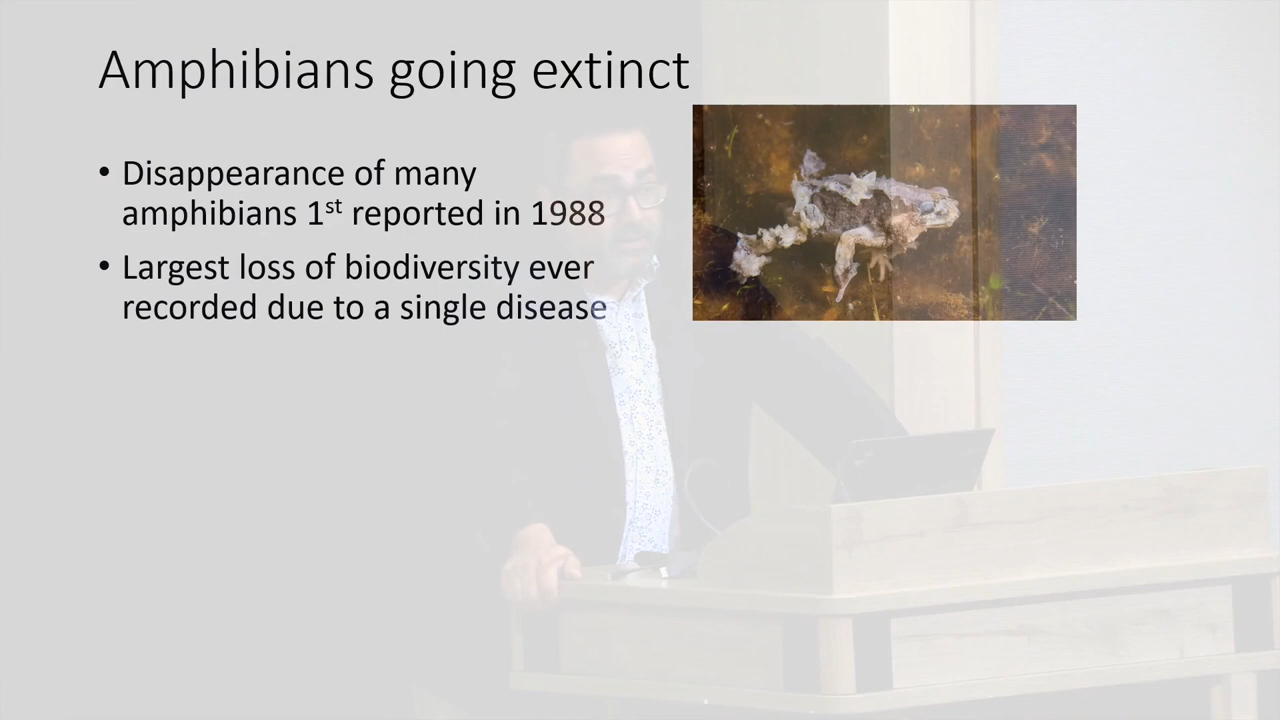 Amphibians going extinct
• Disappearance of many
amphibians 1st reported in 1988
• Largest loss of biodiversity ever
recorded due to a single disease